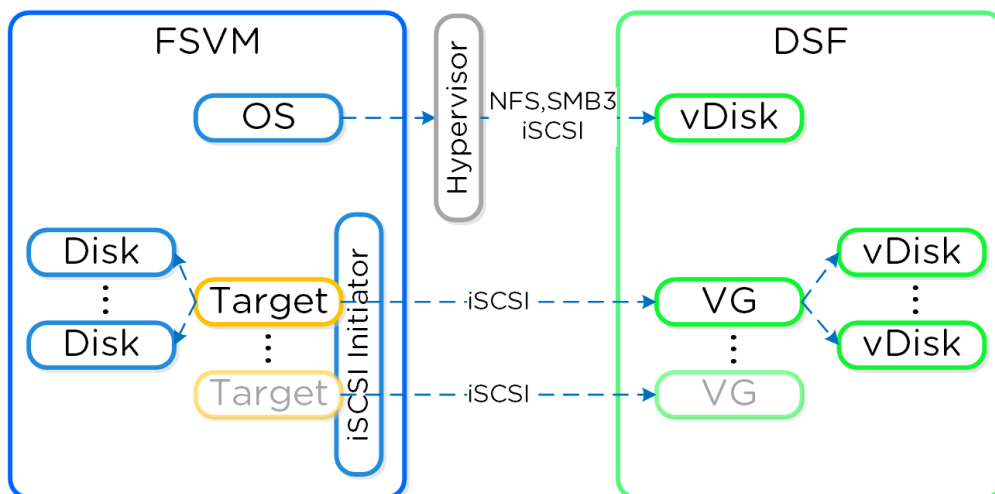 FSVM
DSF
OS
Hypervisor
NFS,SMB3
iSCSI
vDisk
Disk
Disk
Target
iSCSI Initiator
iSCSI
VG
vDisk
vDisk
Target
iSCSI
VG